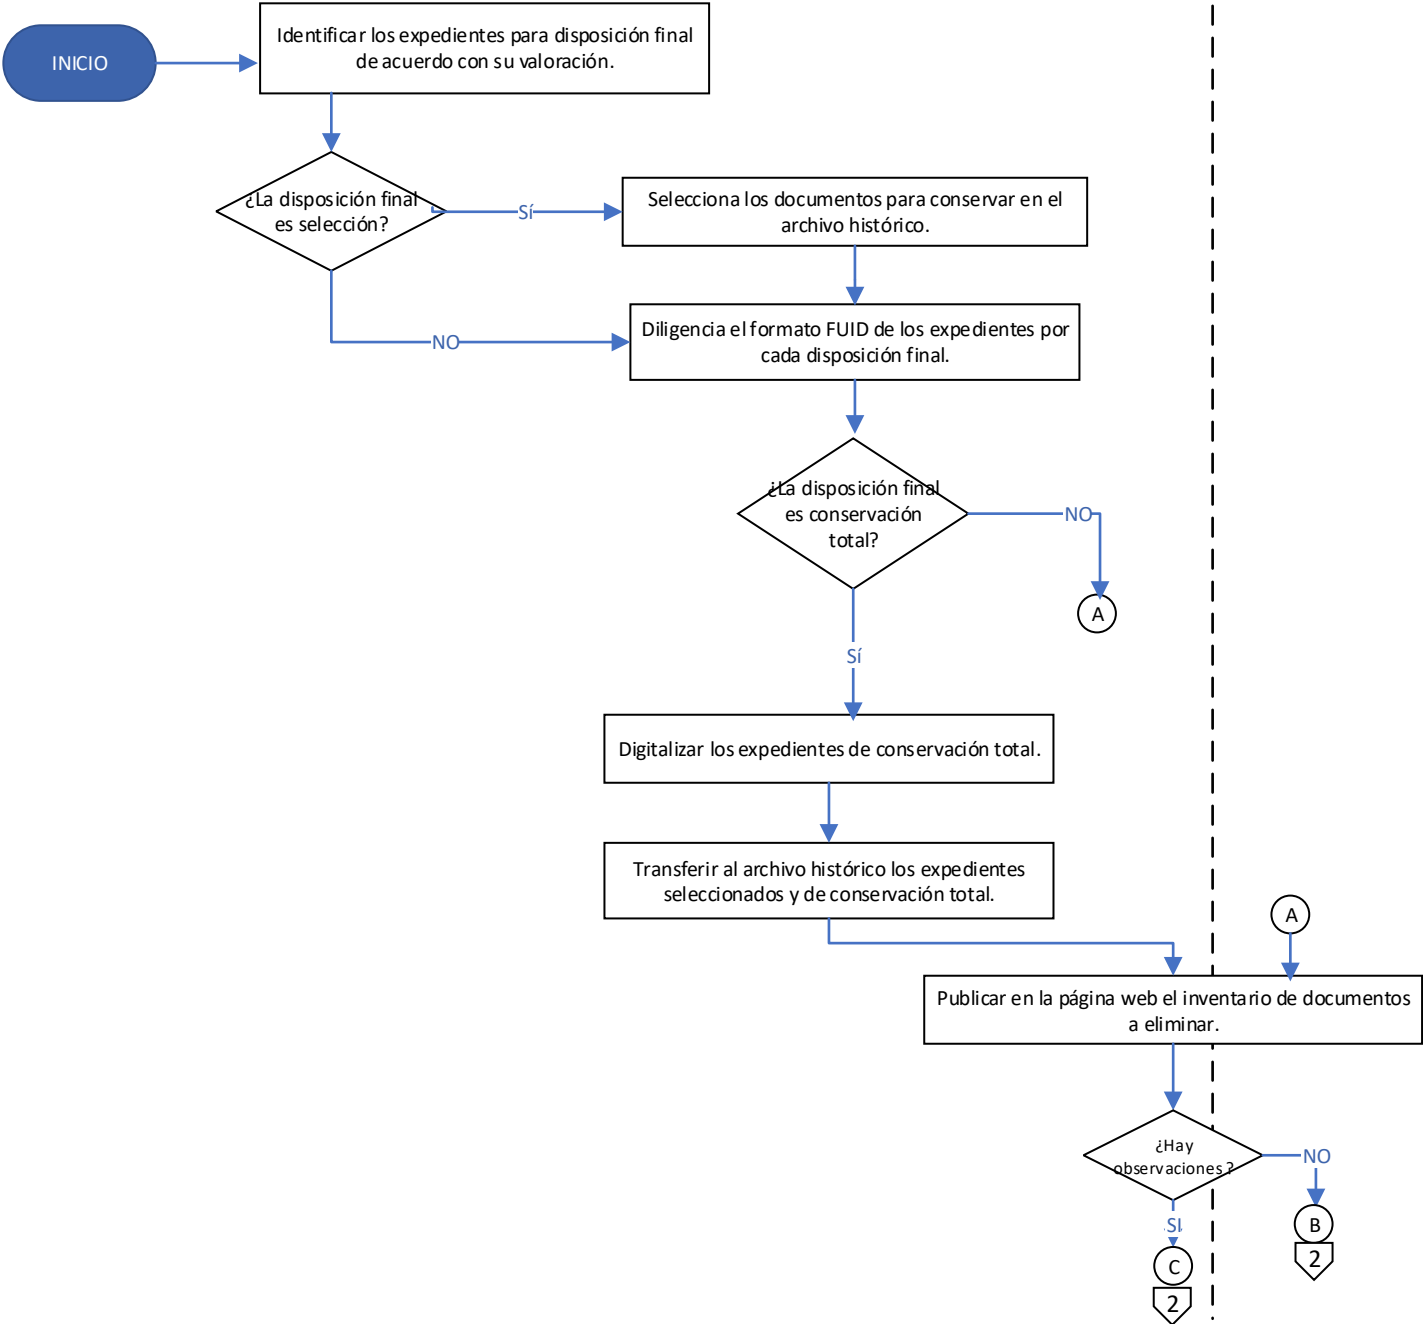 Identificar los expedientes para disposición final
de acuerdo con su valoración.
INICIO
¿La disposición final
es selección?
Sí
Selecciona los documentos para conservar en el
archivo histórico.
NO
Diligencia el formato FUID de los expedientes por
cada disposición final.
¿La disposición final
es conservación
total?
NO
A
Sí
Digitalizar los expedientes de conservación total.
Transferir al archivo histórico los expedientes
seleccionados y de conservación total.
A
Publicar en la página web el inventario de documentos
a eliminar.
¿Hay
observaciones ?
NO
SI
B
2
C
2